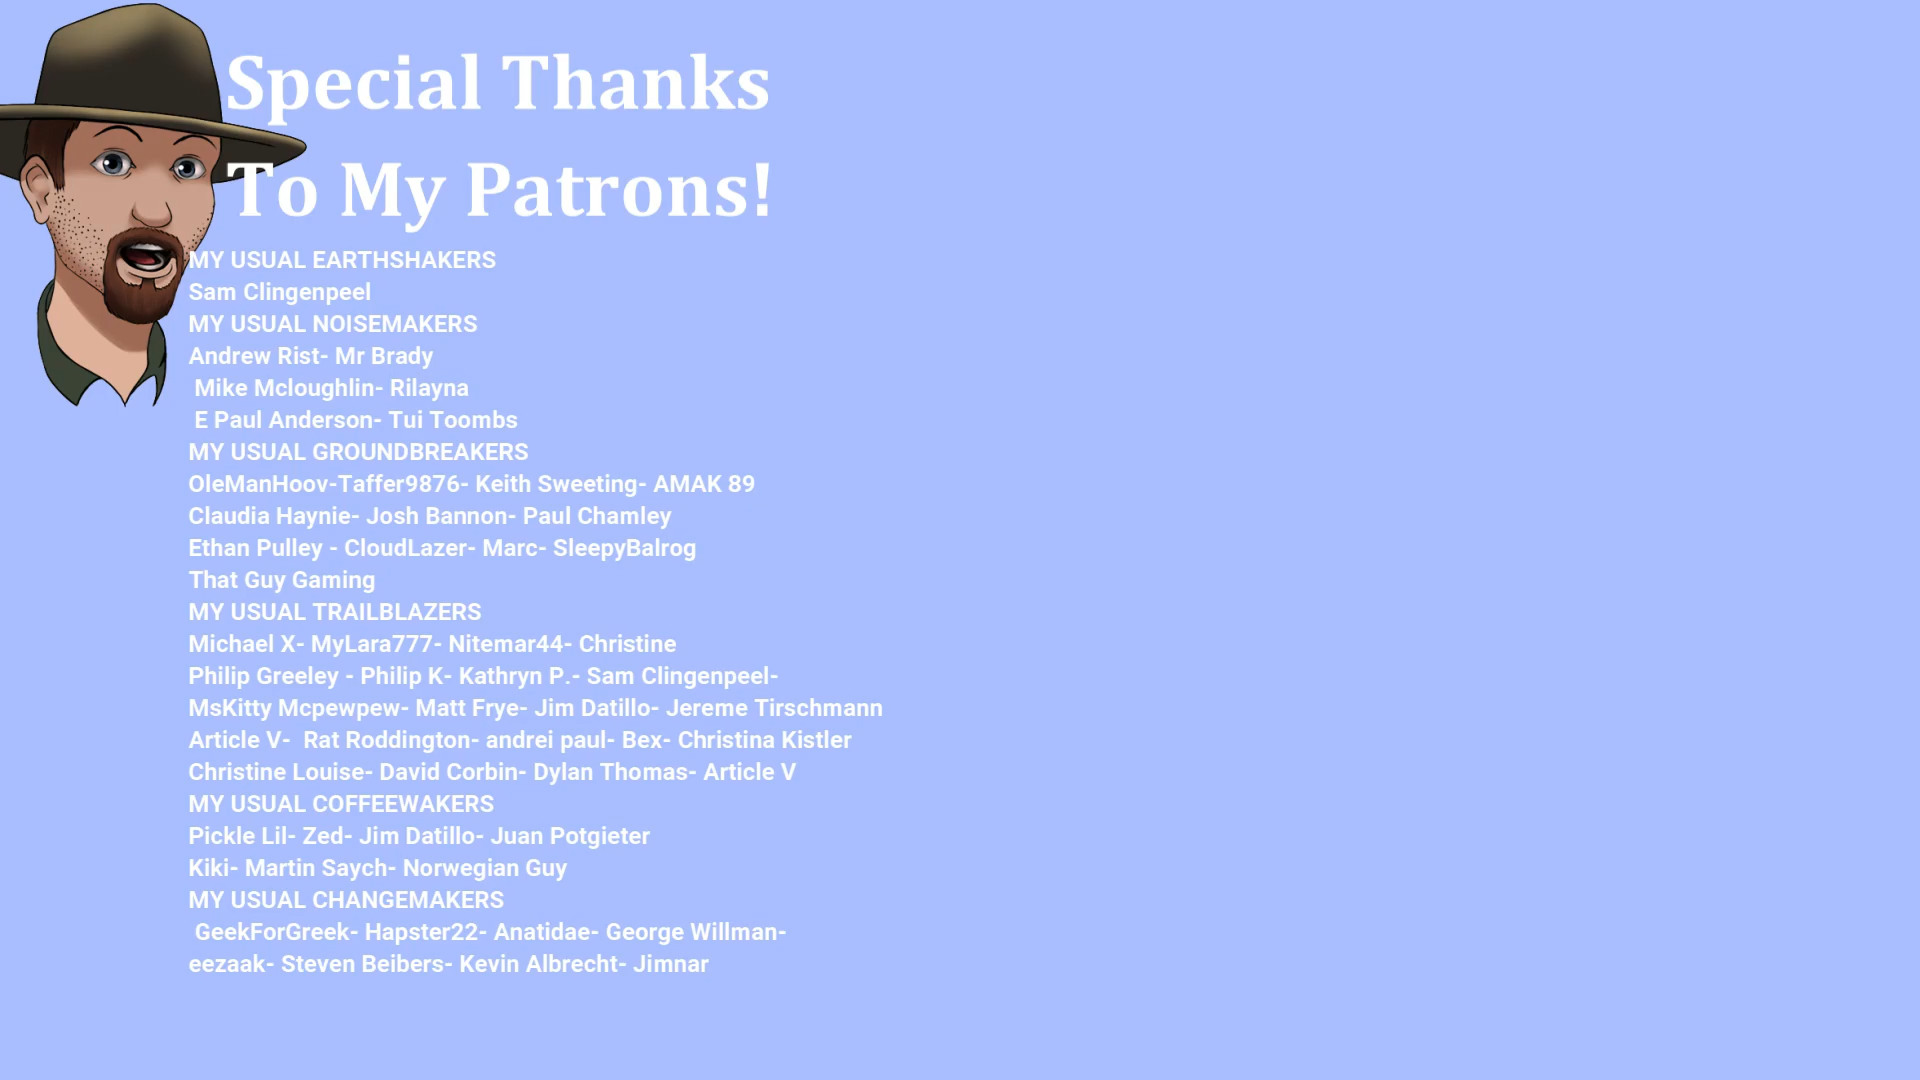 Special Thanks
To My Patrons!
MY USUAL EARTHSHAKERS
Sam Clingenpeel
MY USUAL NOISEMAKERS
Andrew Rist- Mr Brady
Mike Mcloughlin- Rilayna
E Paul Anderson- Tui Toombs
MY USUAL GROUNDBREAKERS
OleManHoov-Taffer9876- Keith Sweeting- AMAK 89
Claudia Haynie- Josh Bannon- Paul Chamley
Ethan Pulley - CloudLazer- Marc- SleepyBalrog
That Guy Gaming
MY USUAL TRAILBLAZERS
Michael X- MyLara777- Nitemar44- Christine
Philip Greeley - Philip K- Kathryn P.- Sam Clingenpeel-
MsKitty Mcpewpew- Matt Frye- Jim Datillo- Jereme Tirschmann
Article V-  Rat Roddington- andrei paul- Bex- Christina Kistler
Christine Louise- David Corbin- Dylan Thomas- Article V
MY USUAL COFFEEWAKERS
Pickle Lil- Zed- Jim Datillo- Juan Potgieter
Kiki- Martin Saych- Norwegian Guy
MY USUAL CHANGEMAKERS
GeekForGreek- Hapster22- Anatidae- George Willman-
eezaak- Steven Beibers- Kevin Albrecht- Jimnar